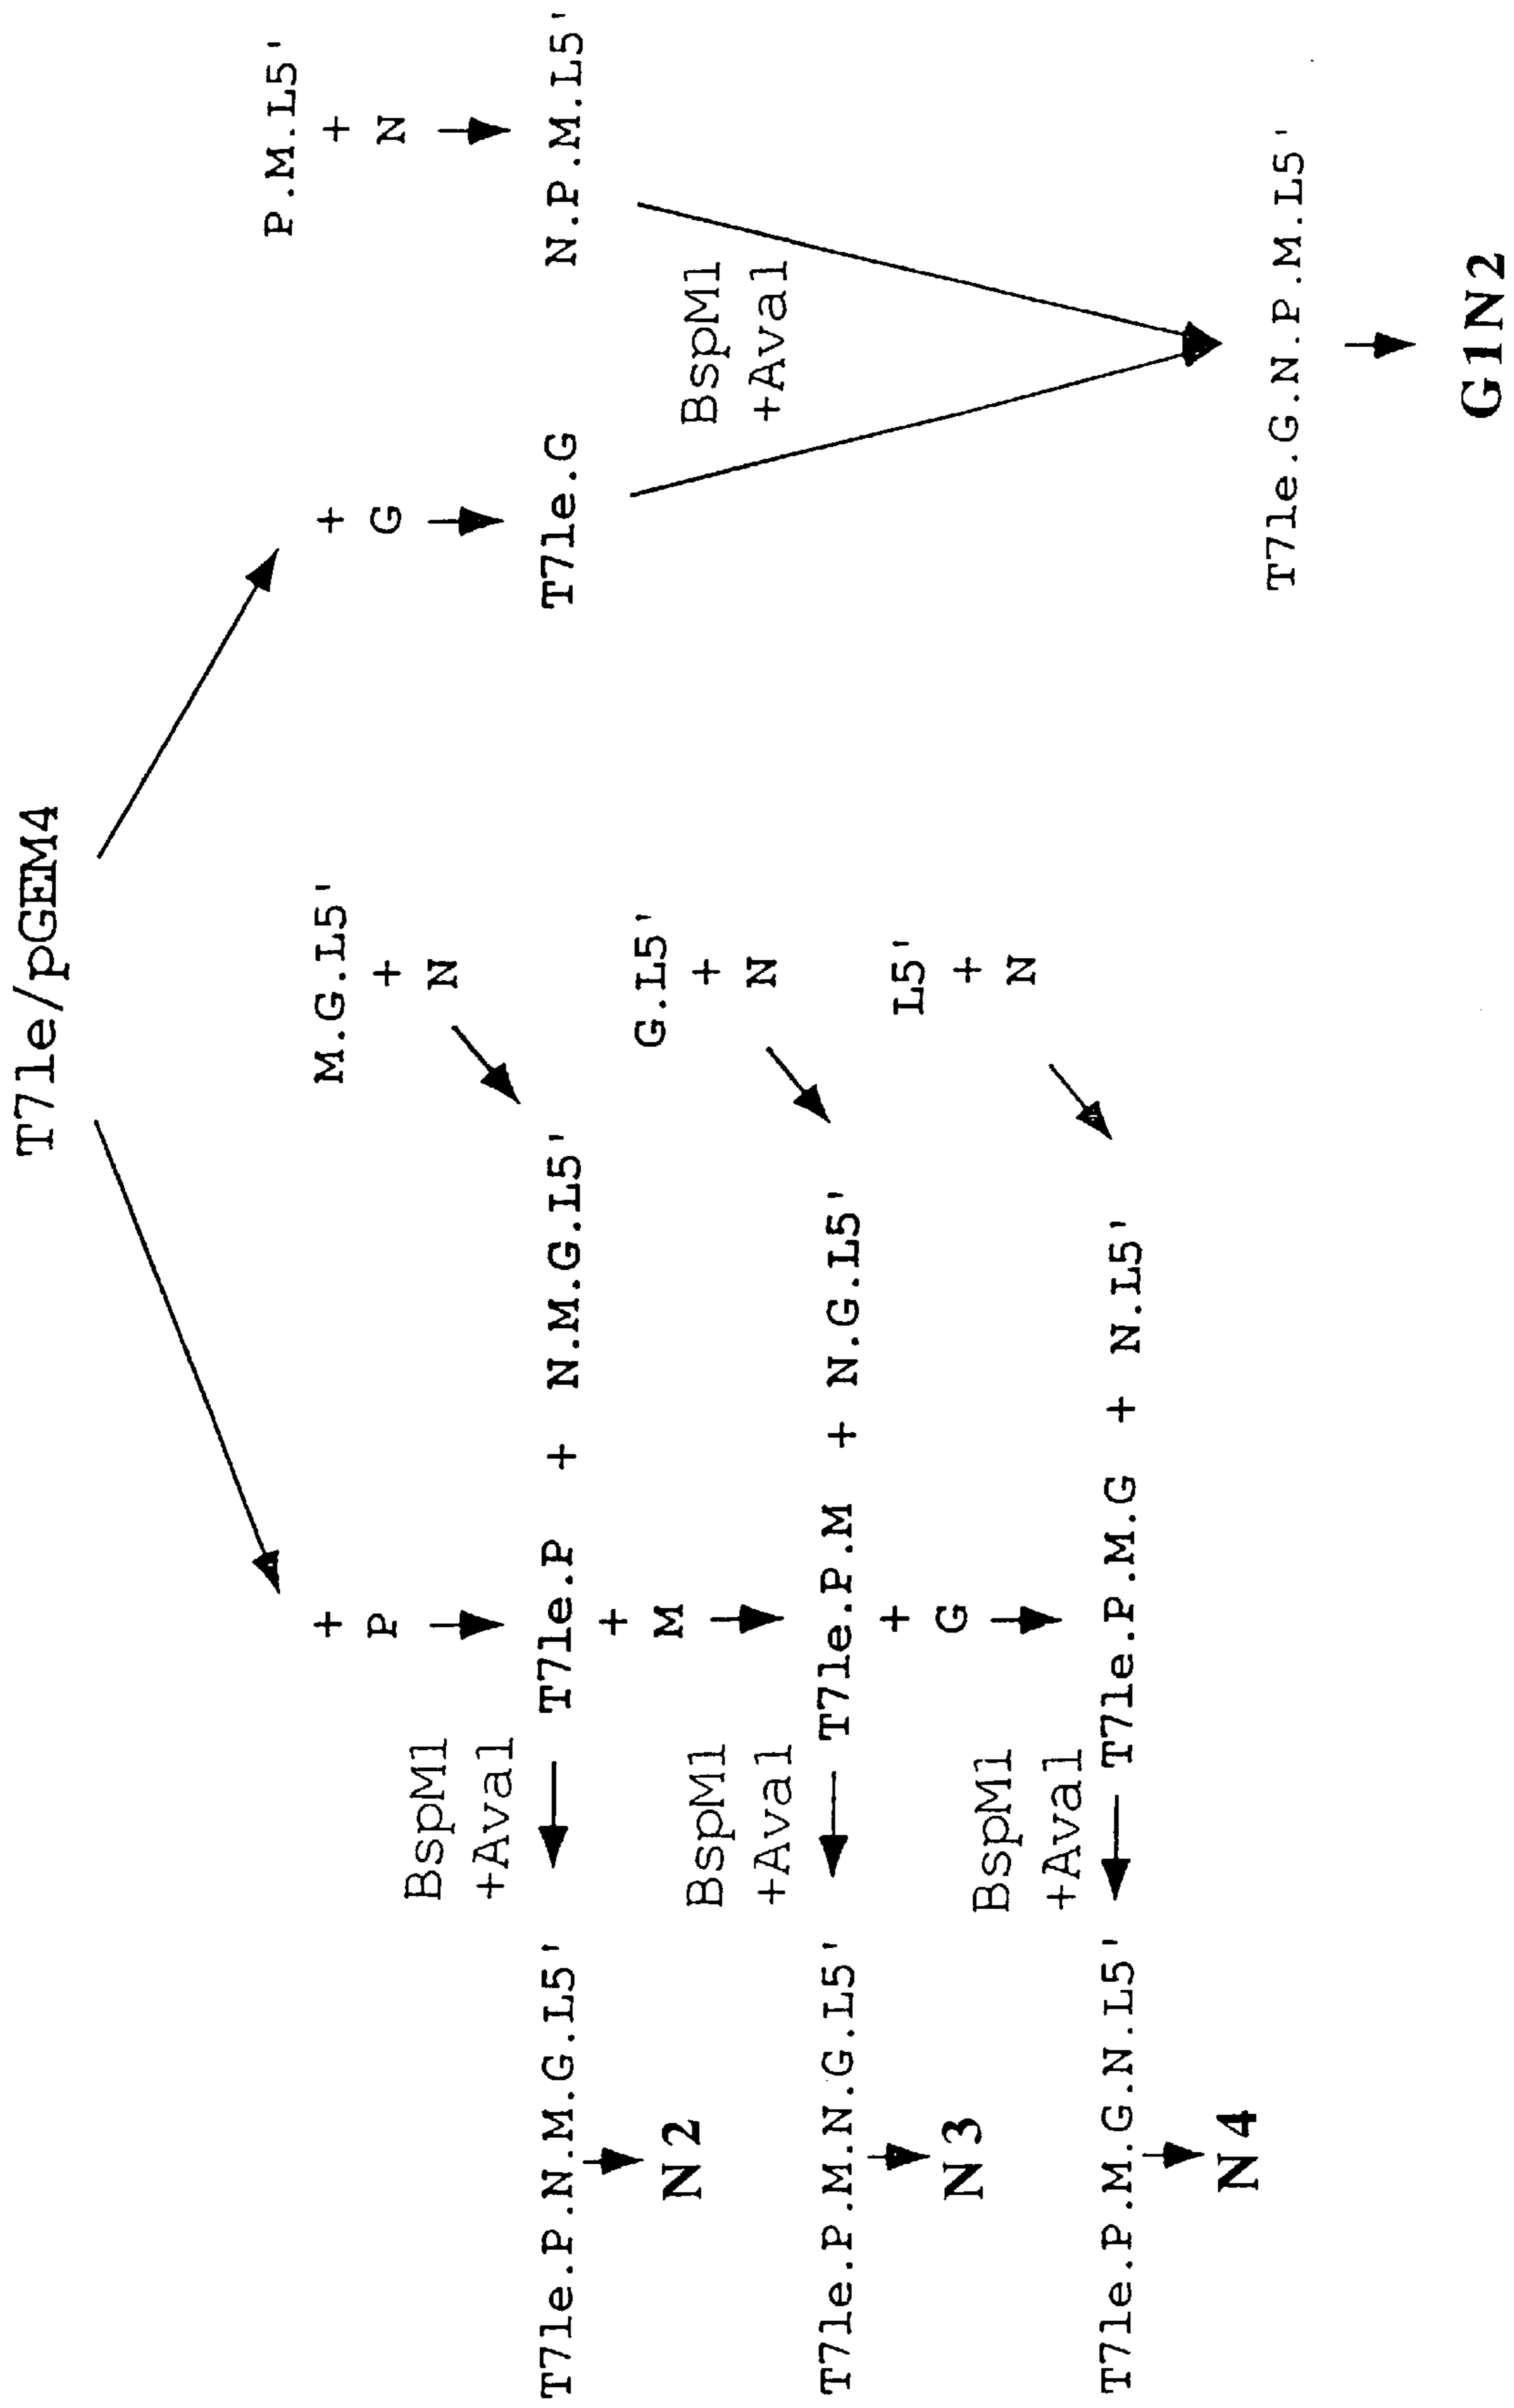 T7le/pGEM4
+
P
+
G
P.M.L5'
+
N
M.G.L5'
+
N
BspM1
+Ava1
T7le.P.N.M.G.L5'
T7le.P + N.M.G.L5'
T7le.G
N.P.M.L5'
N2
+
M
G.L5'
+
N
BspM1
+Ava1
BspM1
+Ava1
T7le.P.M.N.G.L5'
T7le.P.M + N.G.L5'
N3
+
G
L5'
+
N
BspM1
+Ava1
T7le.P.M.G.N.L5'
T7le.P.M.G + N.L5'
N4
T7le.G.N.P.M.L5'
G1N2